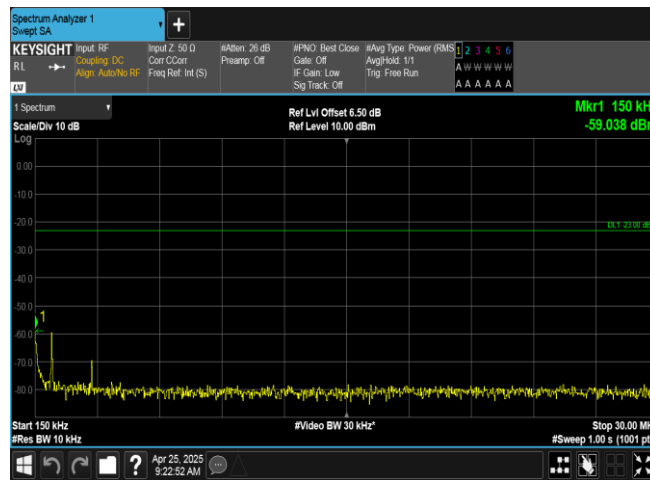 Spectrum Analyzer 1
Swept SA
+
KEYSIGHT
RL
LXI
Input: RF
Coupling: DC
Align: Auto/No RF
Input Z: 50 Ω
Corr CCorr
Freq Ref: Int (S)
#Atten: 26 dB
Preamp: Off
#PNO: Best Close
Gate: Off
IF Gain: Low
Sig Track: Off
#Avg Type: Power (RMS
Avg|Hold: 1/1
Trig: Free Run
1 2 3 4 5 6
A W W W W W
A A A A A A
1 Spectrum
Scale/Div 10 dB
Log
Ref Lvl Offset 6.50 dB
Ref Level 10.00 dBm
Mkr1 150 kH
-59.038 dBr
0.00
-10.0
-20.0
DL1 -23.00 dB
-30.0
-40.0
-50.0
1
-60.0
-70.0
-80.0
Start 150 kHz
#Res BW 10 kHz
#Video BW 30 kHz*
Stop 30.00 MH
#Sweep 1.00 s (1001 pt
?
Apr 25, 2025
9:22:52 AM